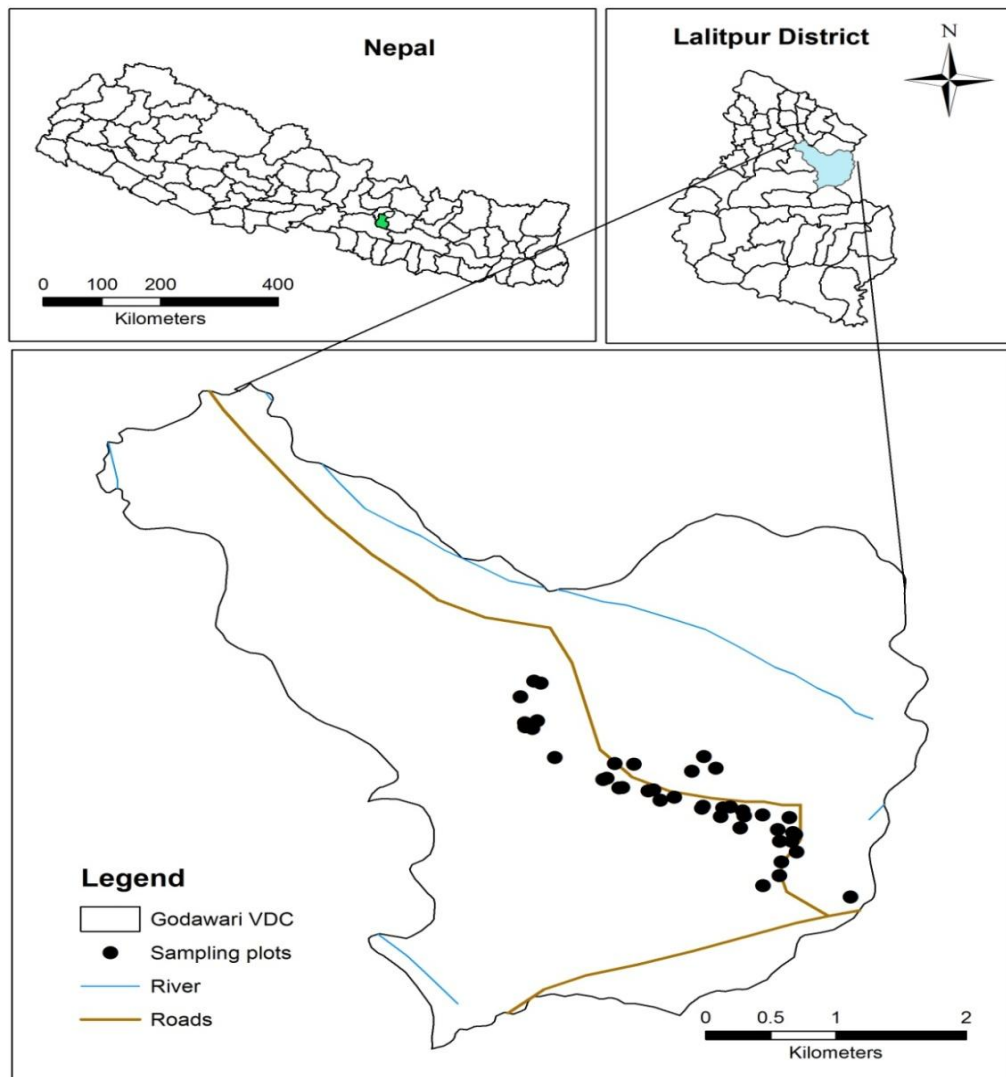 Nepal
0 100 200 400
Kilometers
Lalitpur District
N
Legend
Godawari VDC
Sampling plots
River
Roads
0 0.5 1 2
Kilometers